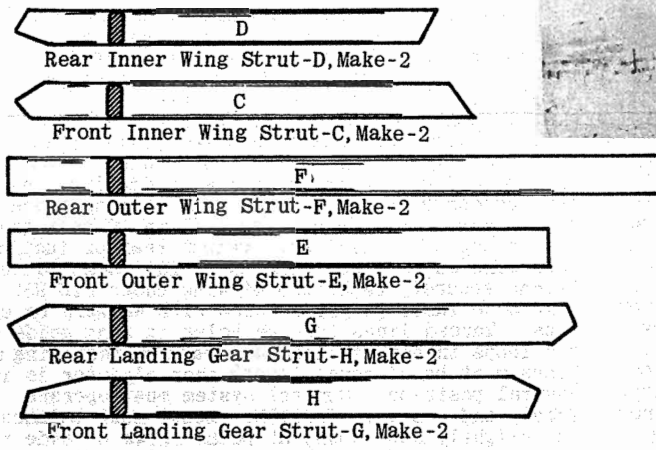 D
Rear Inner Wing Strut-D, Make-2
C
Front Inner Wing Strut-C, Make-2
F
Rear Outer Wing Strut-F, Make-2
E
Front Outer Wing Strut-E, Make-2
G
Rear Landing Gear Strut-H, Make-2
H
Front Landing Gear Strut-G, Make-2